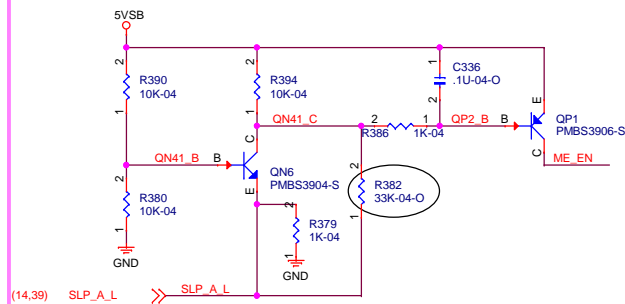 5VSB
2 R390 10K-04 1
2 R394 10K-04 1
1 C336 .1U-04-O 2
QN41_C
2 R386 1 1K-04
QP2_B B
E QP1 PMBS3906-S C
ME_EN
QN41_B B
C QN6 PMBS3904-S E
2 R380 10K-04 1
GND
2 R379 1K-04 1
GND
2 R382 33K-04-O 1
(14,39) SLP_A_L SLP_A_L